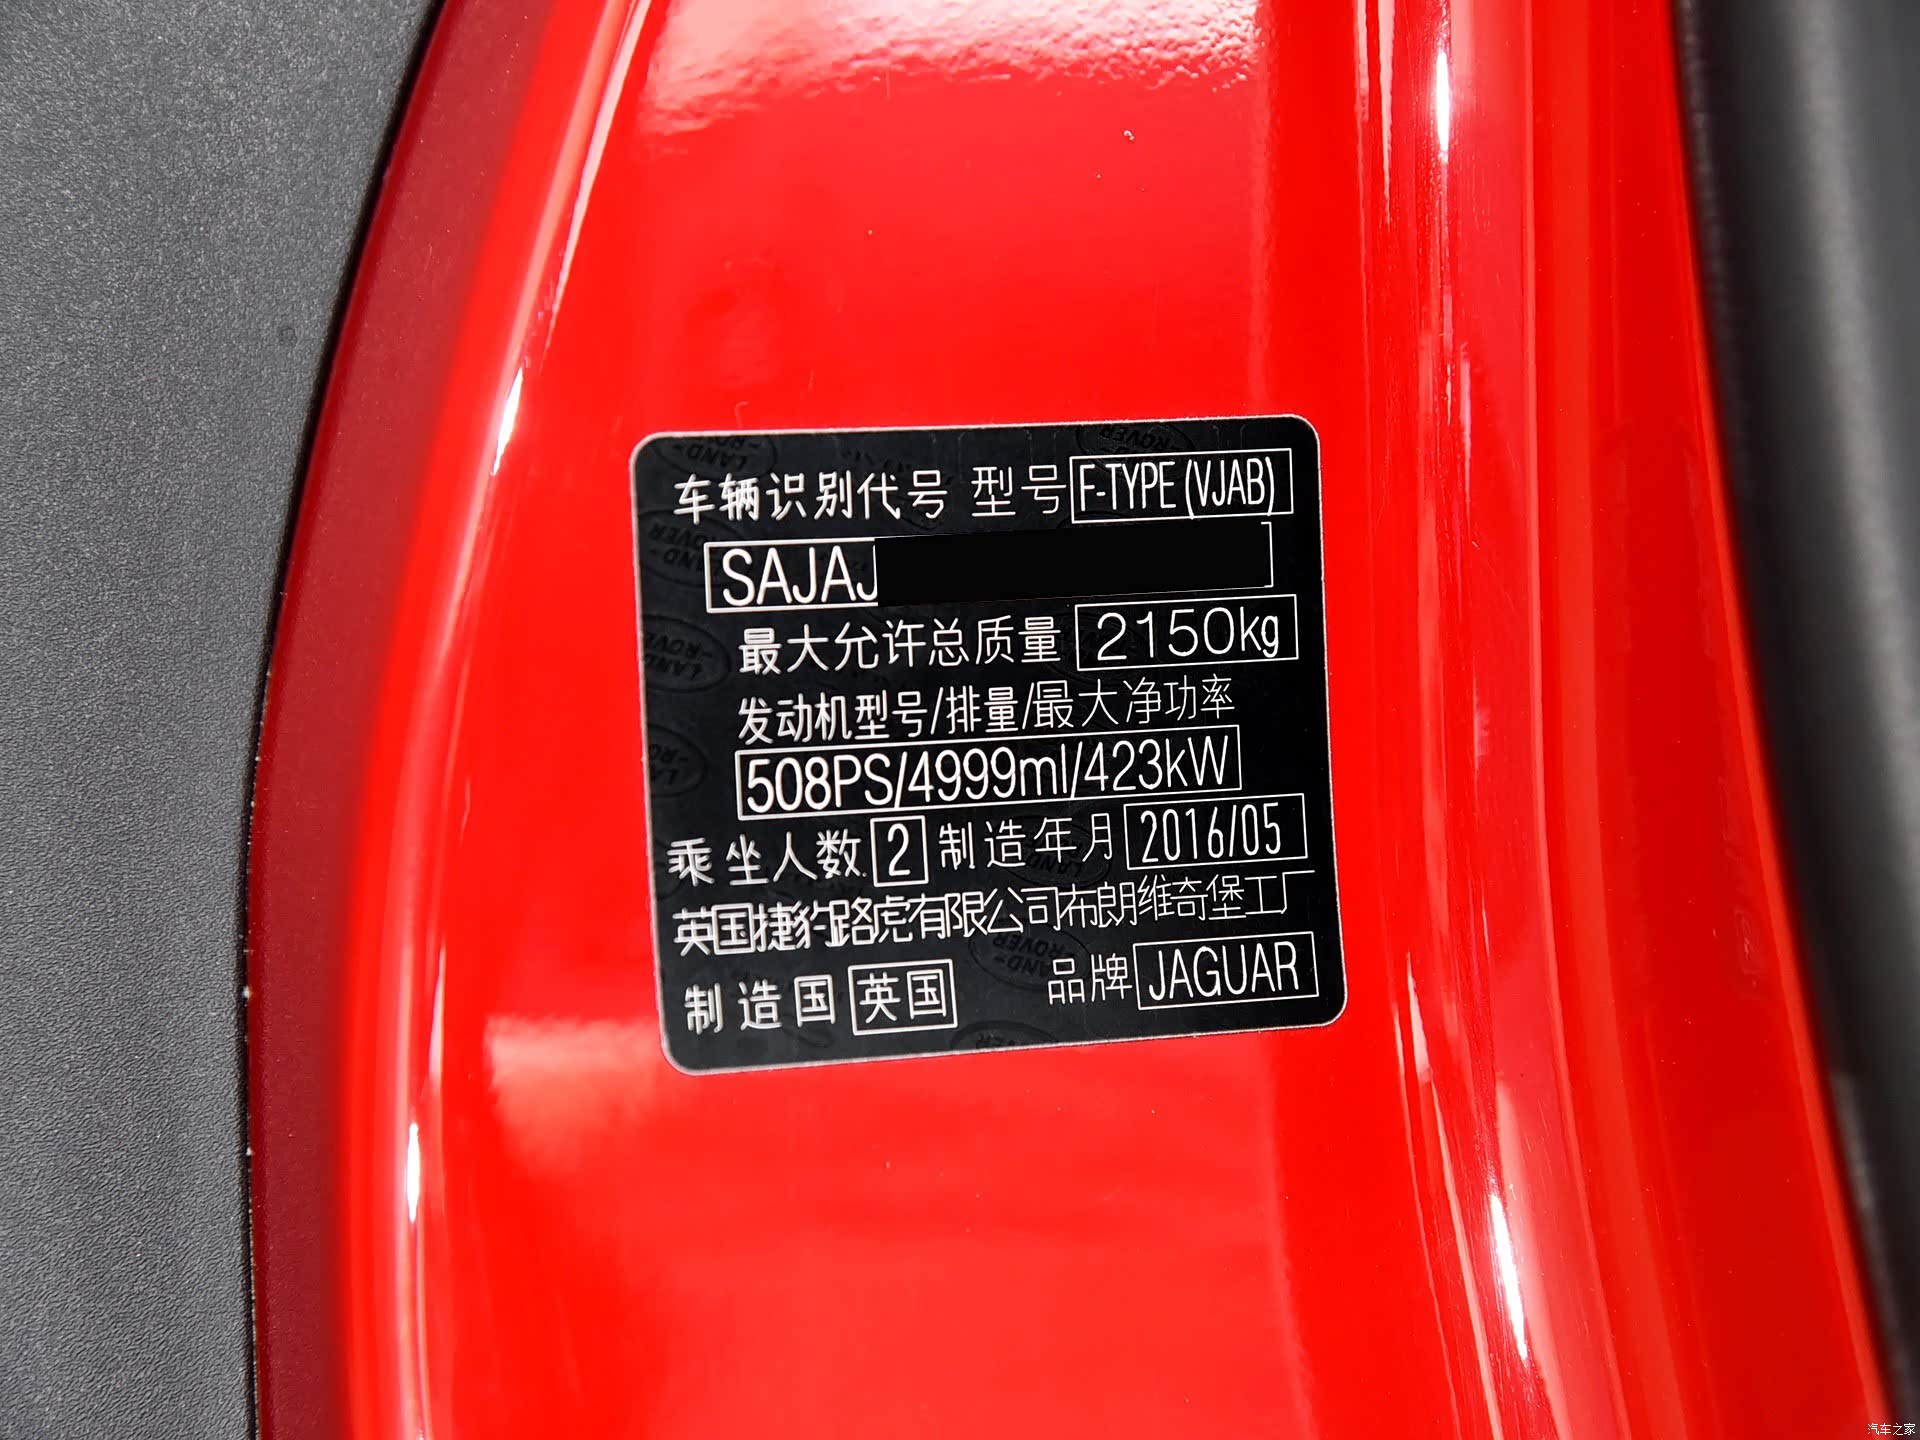 车辆识别代号 型号 F-TYPE (VJAB)
SAJAJ
最大允许总质量 2150kg
发动机型号/排量/最大净功率
508PS/4999ml/423kW
乘坐人数 2 制造年月 2016/05
英国捷豹路虎有限公司布朗维奇堡工厂
制造国 英国 品牌 JAGUAR
汽车之家